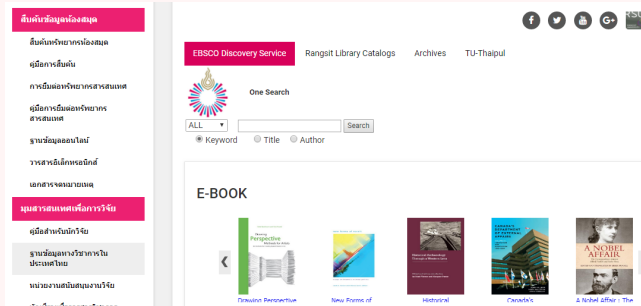 สืบค้นข้อมูลห้องสมุด
สืบค้นทรัพยากรห้องสมุด
คู่มือการสืบค้น
การยืมต่อทรัพยากรสารสนเทศ
คู่มือการยืมต่อทรัพยากร
สารสนเทศ
ฐานข้อมูลออนไลน์
วารสารอิเล็กทรอนิกส์
เอกสารจดหมายเหตุ
มุมสารสนเทศเพื่อการวิจัย
คู่มือสำหรับนักวิจัย
ฐานข้อมูลทางวิชาการใน
ประเทศไทย
หน่วยงานสนับสนุนงานวิจัย
EBSCO Discovery Service Rangsit Library Catalogs Archives TU-Thaipul
One Search
ALL Search
Keyword Title Author
E-BOOK
Perspective
A NOBEL
AFFAIR
Drawing Perspective New Forms of Historical Canada's A Nobel Affair : The